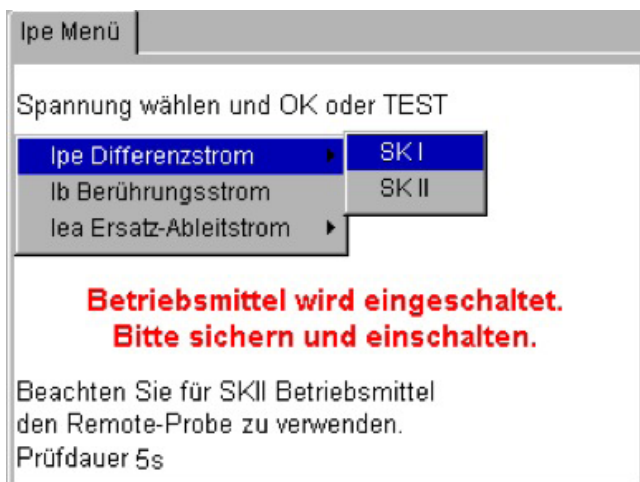 Ipe Menü
Spannung wählen und OK oder TEST
Ipe Differenzstrom
SK I
Ib Berührungsstrom
SK II
Iea Ersatz-Ableitstrom
Betriebsmittel wird eingeschaltet.
Bitte sichern und einschalten.
Beachten Sie für SKII Betriebsmittel
den Remote-Probe zu verwenden.
Prüfdauer 5s